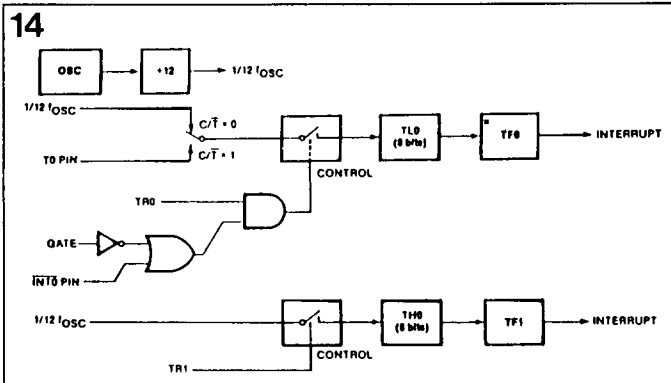 14
OSC
÷12
1/12 fOSC
1/12 fOSC
C/T̅ = 0
T0 PIN
C/T̅ = 1
CONTROL
TL0
(8 bits)
TF0
INTERRUPT
TR0
GATE
I̅N̅T̅0̅ PIN
1/12 fOSC
CONTROL
TH0
(8 bits)
TF1
INTERRUPT
TR1